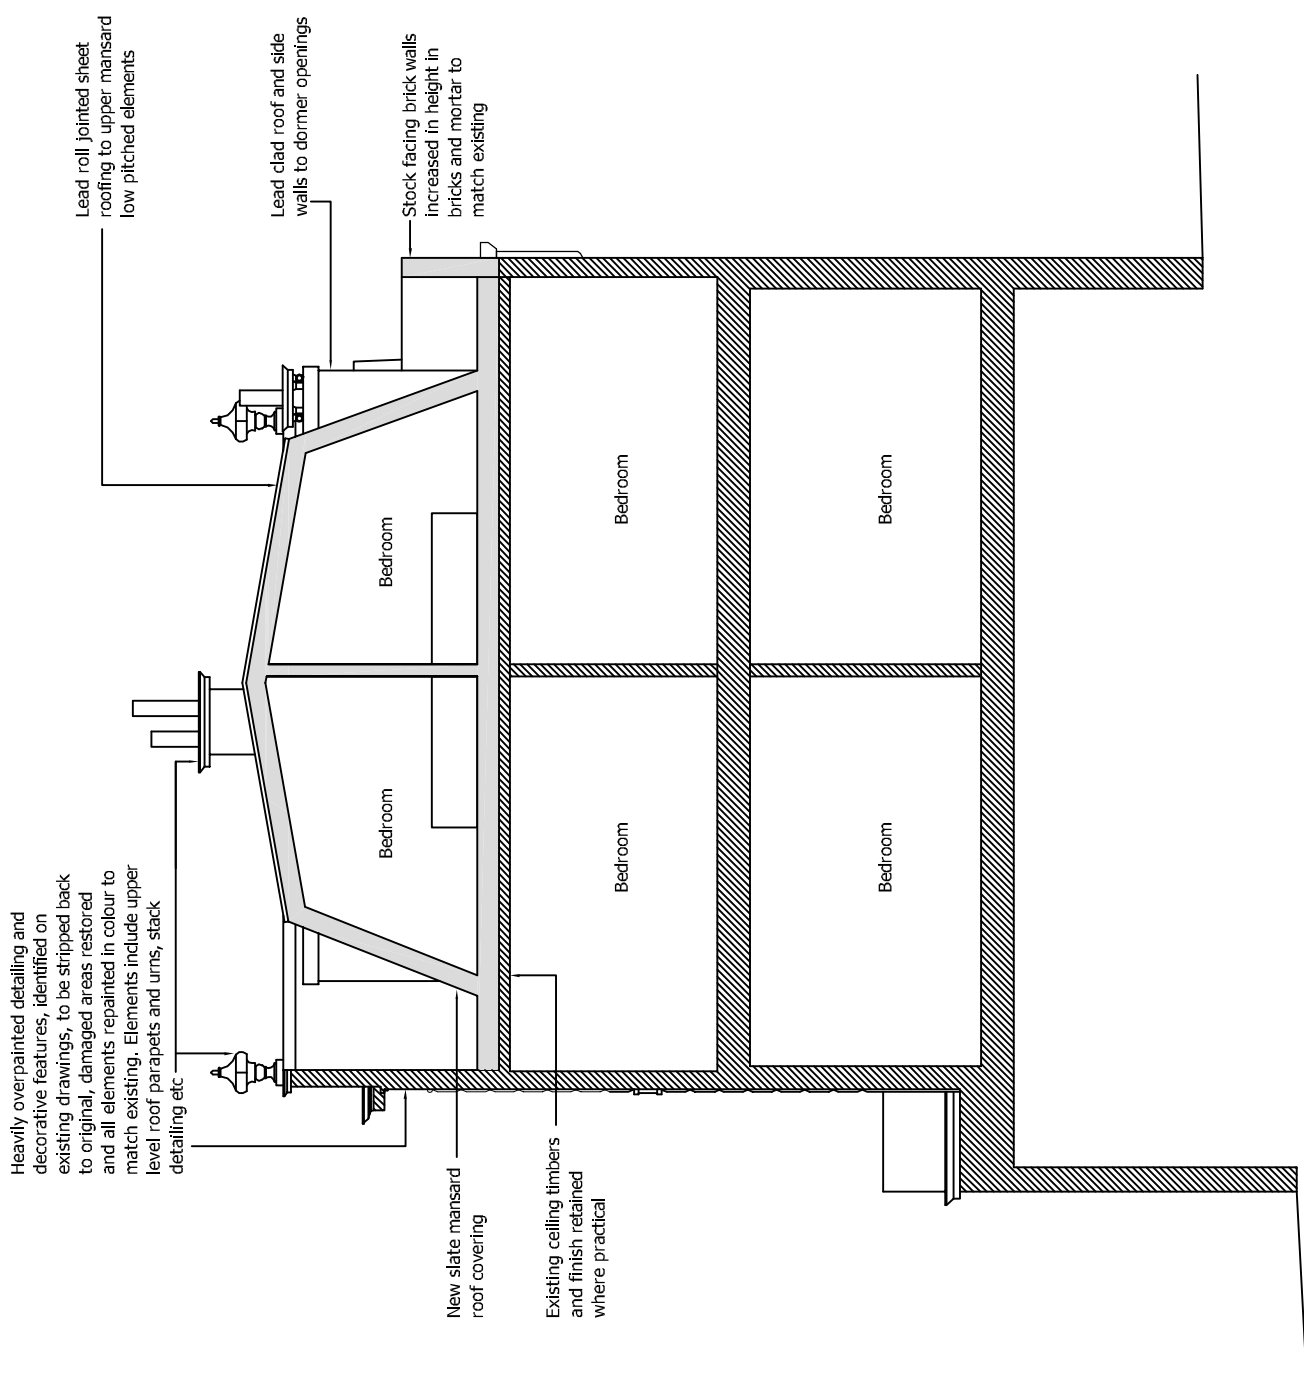 Heavily overpainted detailing and
decorative features, identified on
existing drawings, to be stripped back
to original, damaged areas restored
and all elements repainted in colour to
match existing. Elements include upper
level roof parapets and urns, stack
detailing etc
Lead roll jointed sheet
roofing to upper mansard
low pitched elements
Lead clad roof and side
walls to dormer openings
Stock facing brick walls
increased in height in
bricks and mortar to
match existing
Bedroom
Bedroom
New slate mansard
roof covering
Existing ceiling timbers
and finish retained
where practical
Bedroom
Bedroom
Bedroom
Bedroom